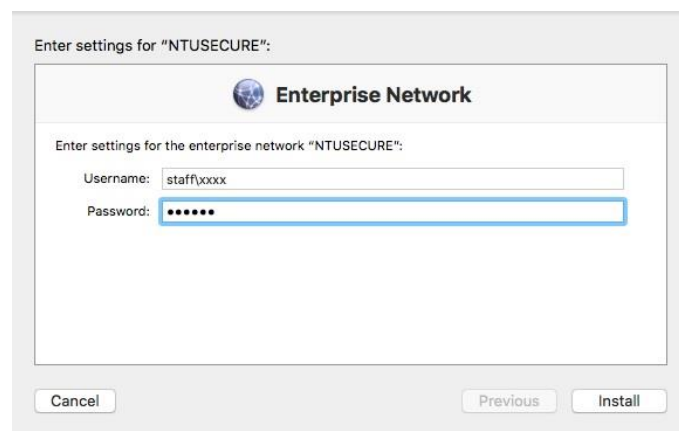 Enter settings for “NTUSECURE”:
Enterprise Network
Enter settings for the enterprise network “NTUSECURE”:
Username: staff\xxxx
Password: ••••••
Cancel Previous Install